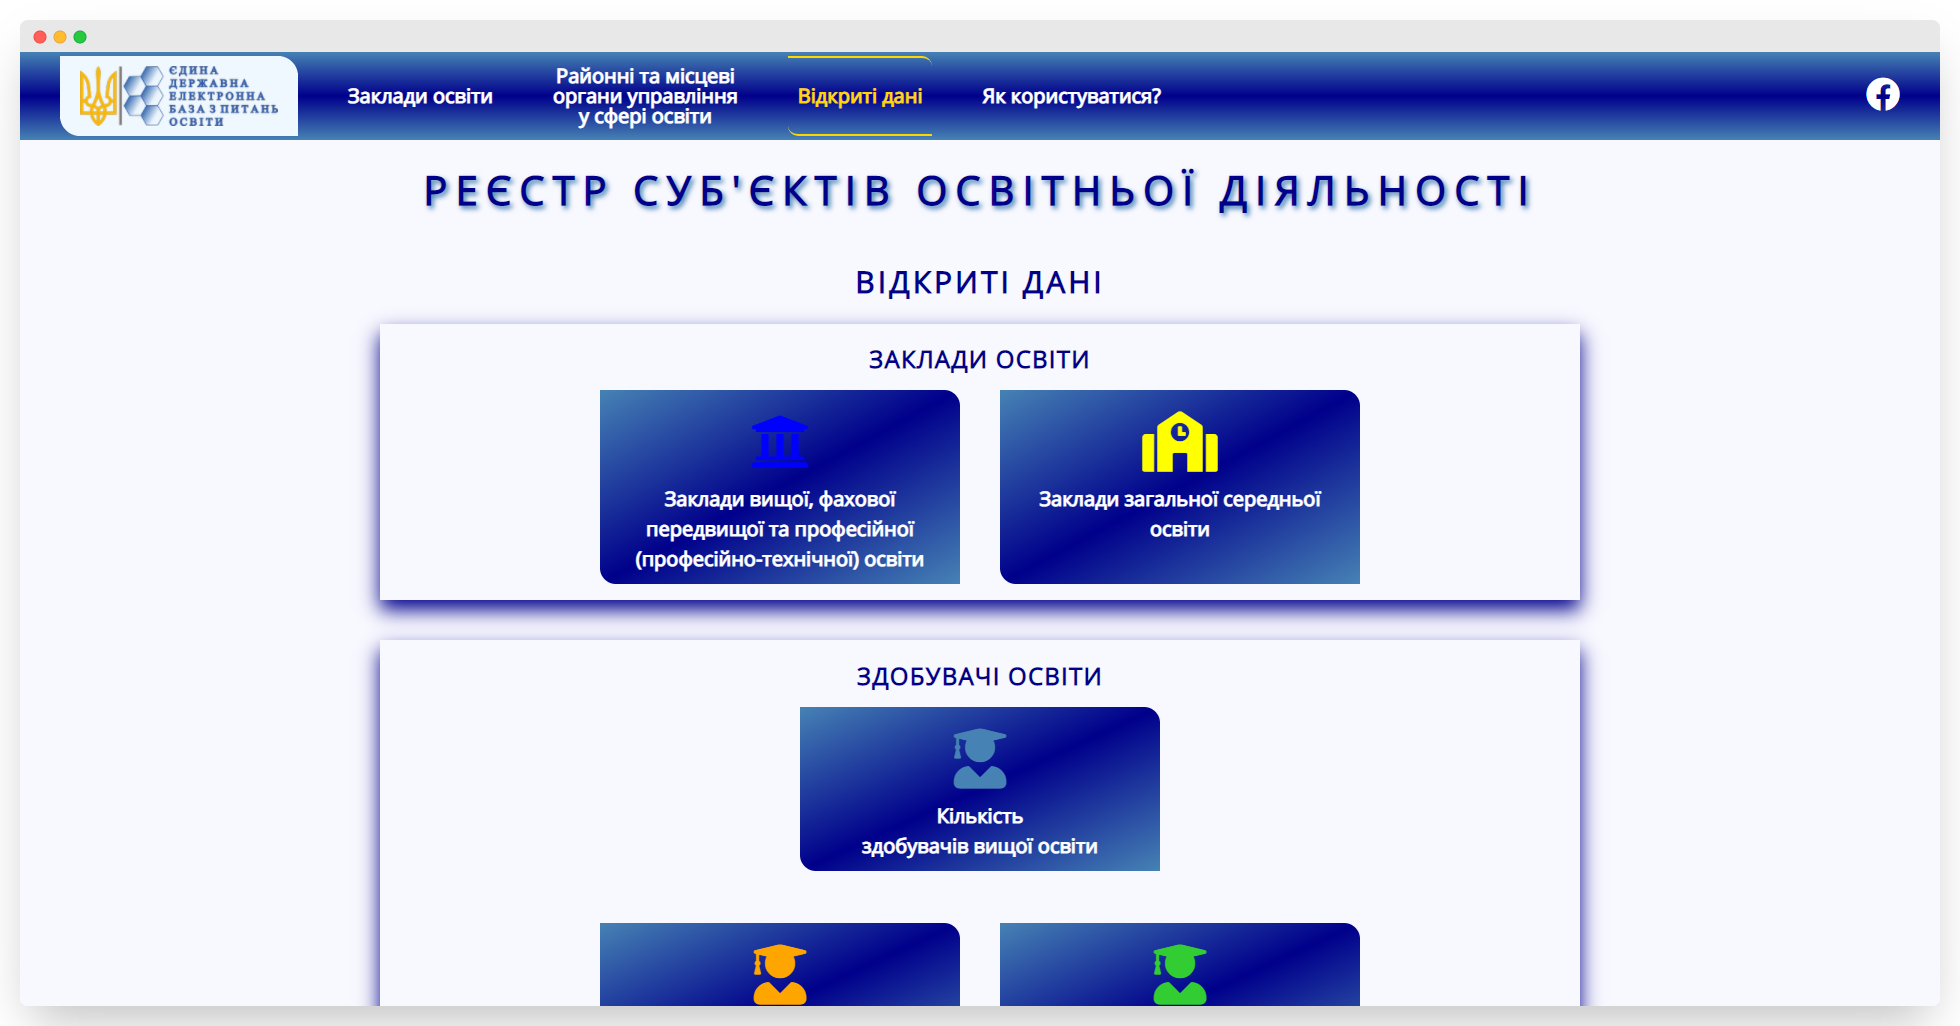 ЄДИНА
ДЕРЖАВНА
ЕЛЕКТРОННА
БАЗА З ПИТАНЬ
ОСВІТИ
Заклади освіти
Районні та місцеві
органи управління
у сфері освіти
Відкриті дані
Як користуватися?
РЕЄСТР СУБ'ЄКТІВ ОСВІТНЬОЇ ДІЯЛЬНОСТІ
ВІДКРИТІ ДАНІ
ЗАКЛАДИ ОСВІТИ
Заклади вищої, фахової
передвищої та професійної
(професійно-технічної) освіти
Заклади загальної середньої
освіти
ЗДОБУВАЧІ ОСВІТИ
Кількість
здобувачів вищої освіти